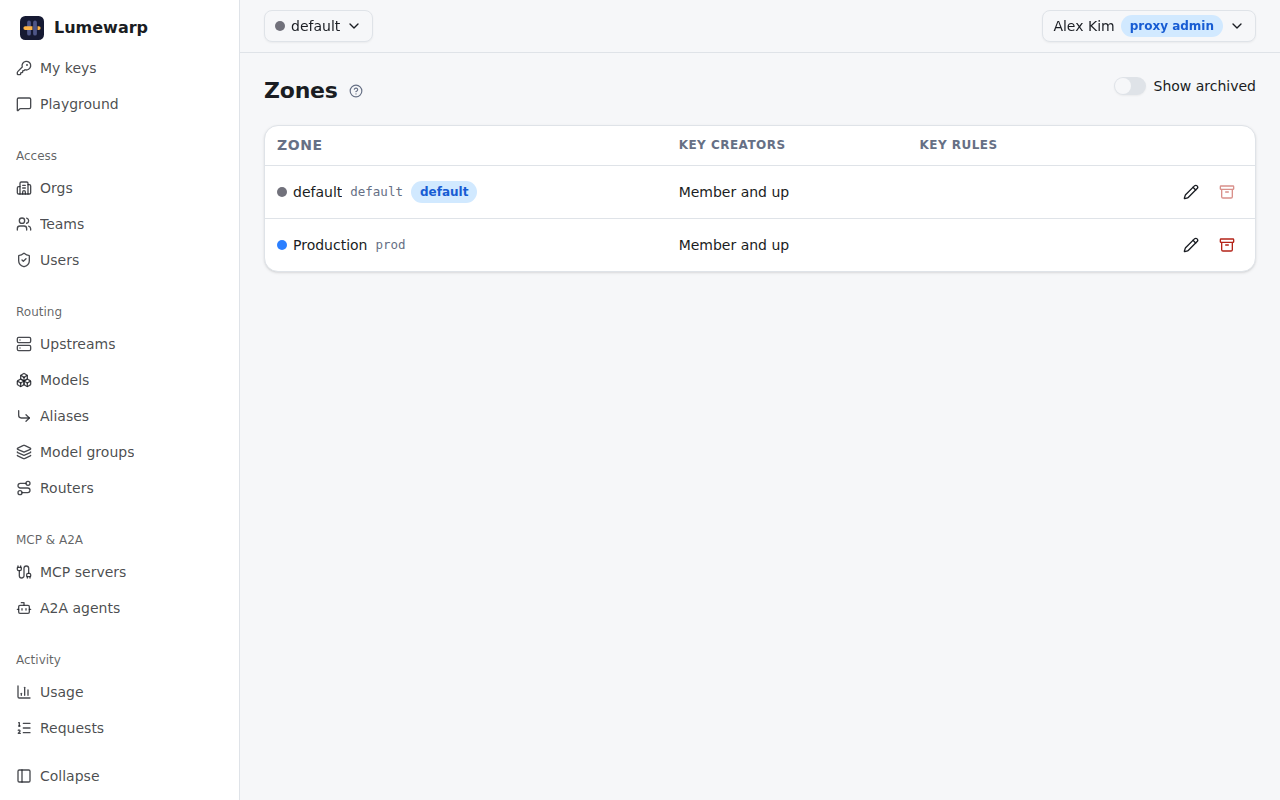 Lumewarp
My keys
Playground
Access
Orgs
Teams
Users
Routing
Upstreams
Models
Aliases
Model groups
Routers
MCP & A2A
MCP servers
A2A agents
Activity
Usage
Requests
Collapse
default
Alex Kim proxy admin
Zones
Show archived
ZONE KEY CREATORS KEY RULES
default default default Member and up
Production prod Member and up